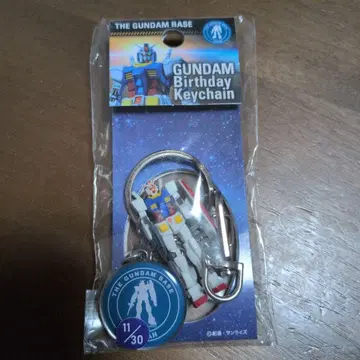 THE GUNDAM BASE
GUNDAM
Birthday
Keychain
THE GUNDAM BASE
11/
30
©創通・サンライズ